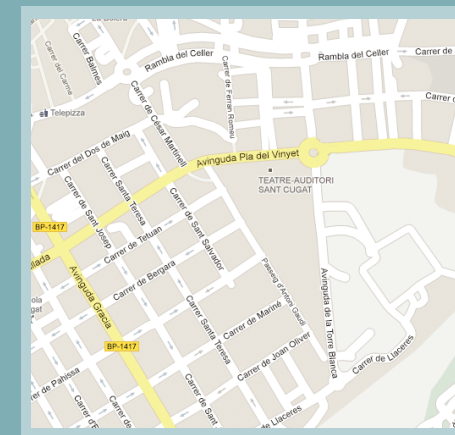 Rambla del Celler
Rambla del Celler
Carrer de
Carrer del Carme
Carrer Balmes
Carrer de Ferran Romeu
Carrer
Telepizza
Carrer de César Martinell
Carrer del Dos de Maig
Avinguda Pla del Vinyet
TEATRE-AUDITORI
SANT CUGAT
Carrer Santa Teresa
Carrer de Sant Josep
Carrer de Sant Salvador
BP-1417
Carrer de Tetuan
Carrer de Bergara
Avinguda Gracia
Passeig d'Antoni Gaudí
Avinguda de la Torre Blanca
Carrer de Mariné
Carrer de Joan Oliver
Carrer Santa Teresa
BP-1417
Carrer de Llaceres
de Pahissa
Carrer de Sant
de Llaceres